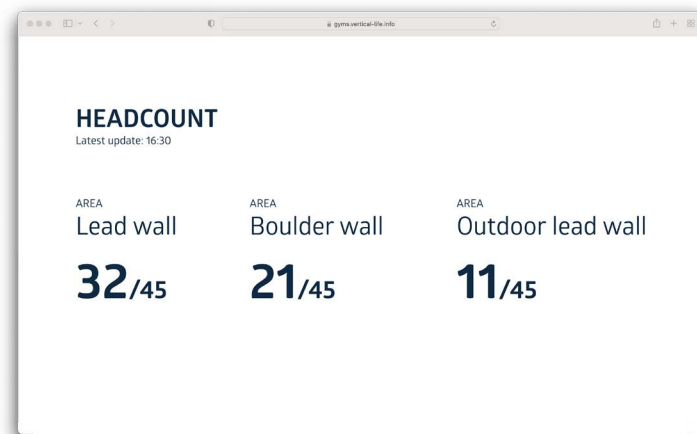 gyms.vertical-life.info
HEADCOUNT
Latest update: 16:30
AREA
Lead wall
32/45
AREA
Boulder wall
21/45
AREA
Outdoor lead wall
11/45